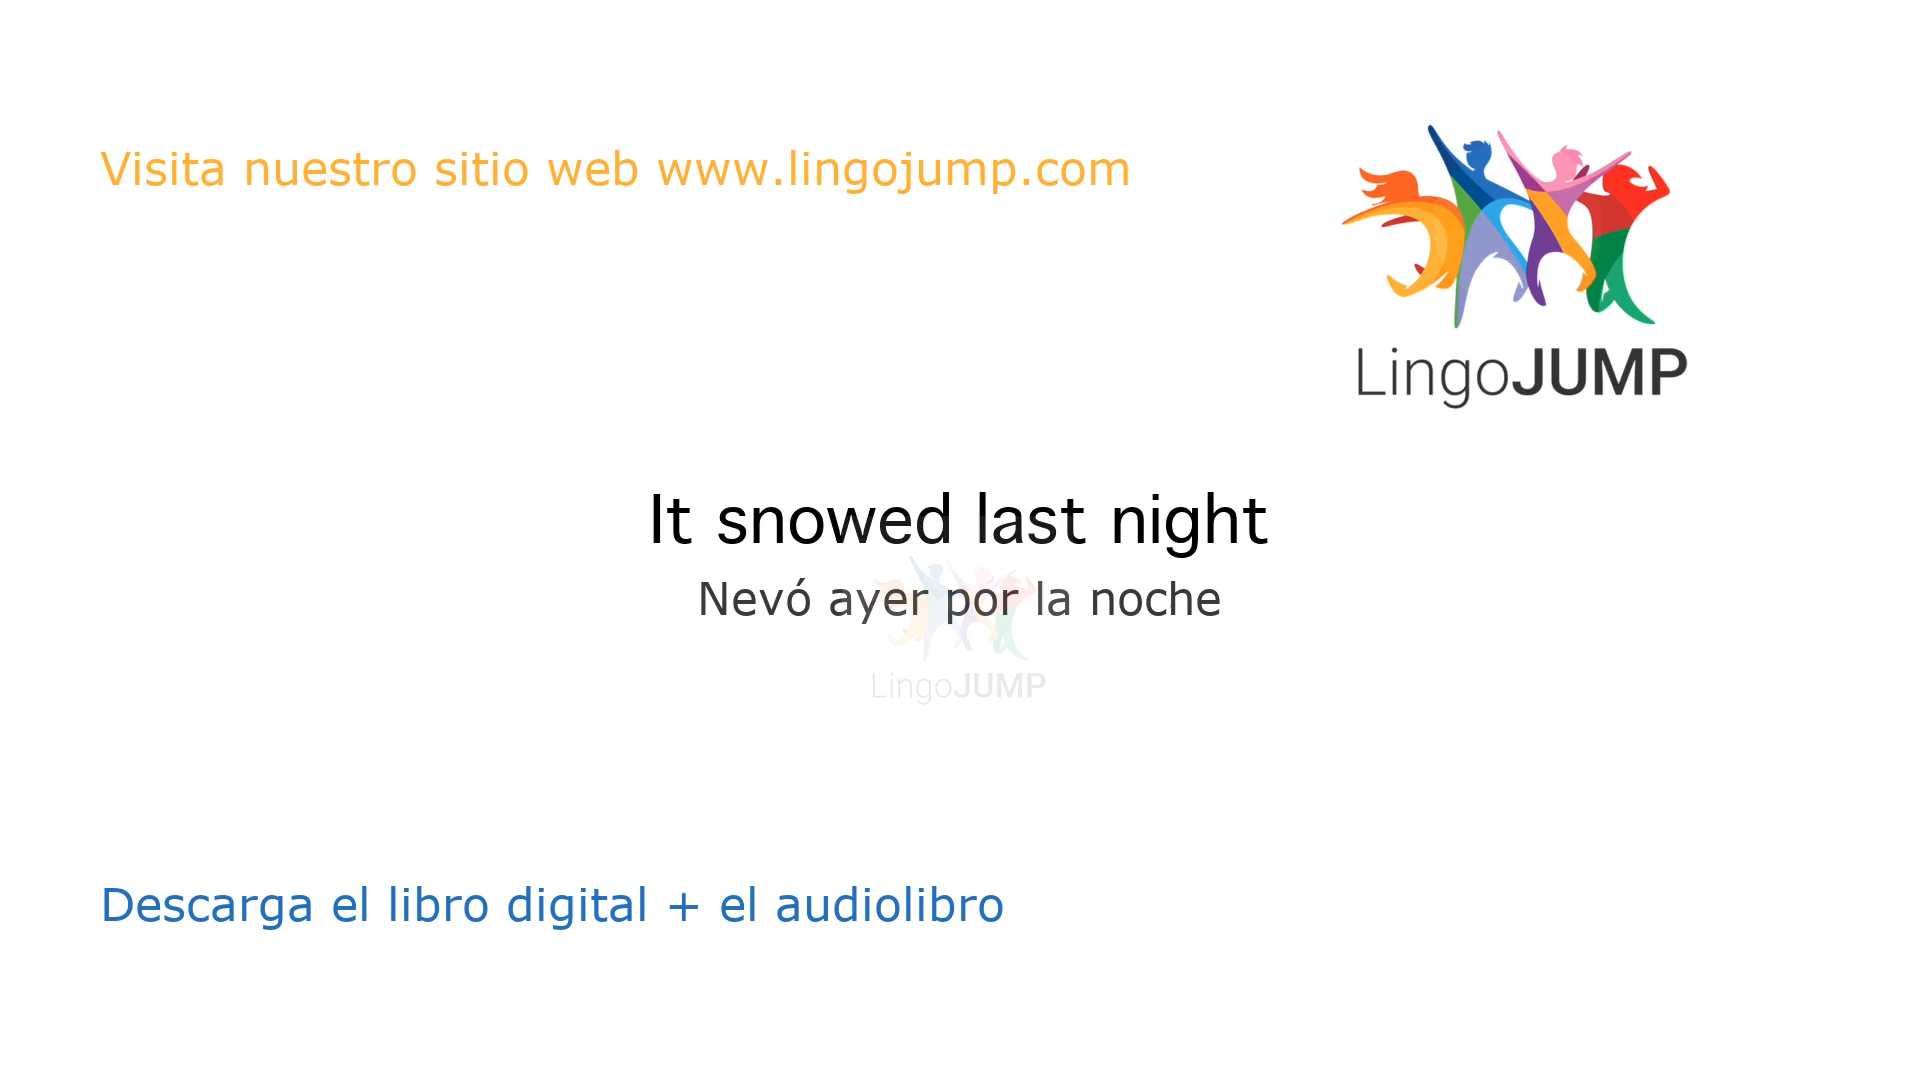 Visita nuestro sitio web www.lingojump.com
LingoJUMP
It snowed last night
Nevó ayer por la noche
LingoJUMP
Descarga el libro digital + el audiolibro